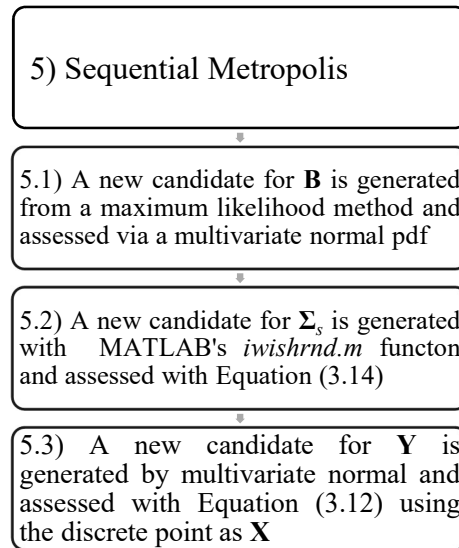 5) Sequential Metropolis
5.1) A new candidate for B is generated
from a maximum likelihood method and
assessed via a multivariate normal pdf
5.2) A new candidate for Σs is generated
with MATLAB's iwishrnd.m functon
and assessed with Equation (3.14)
5.3) A new candidate for Y is
generated by multivariate normal and
assessed with Equation (3.12) using
the discrete point as X